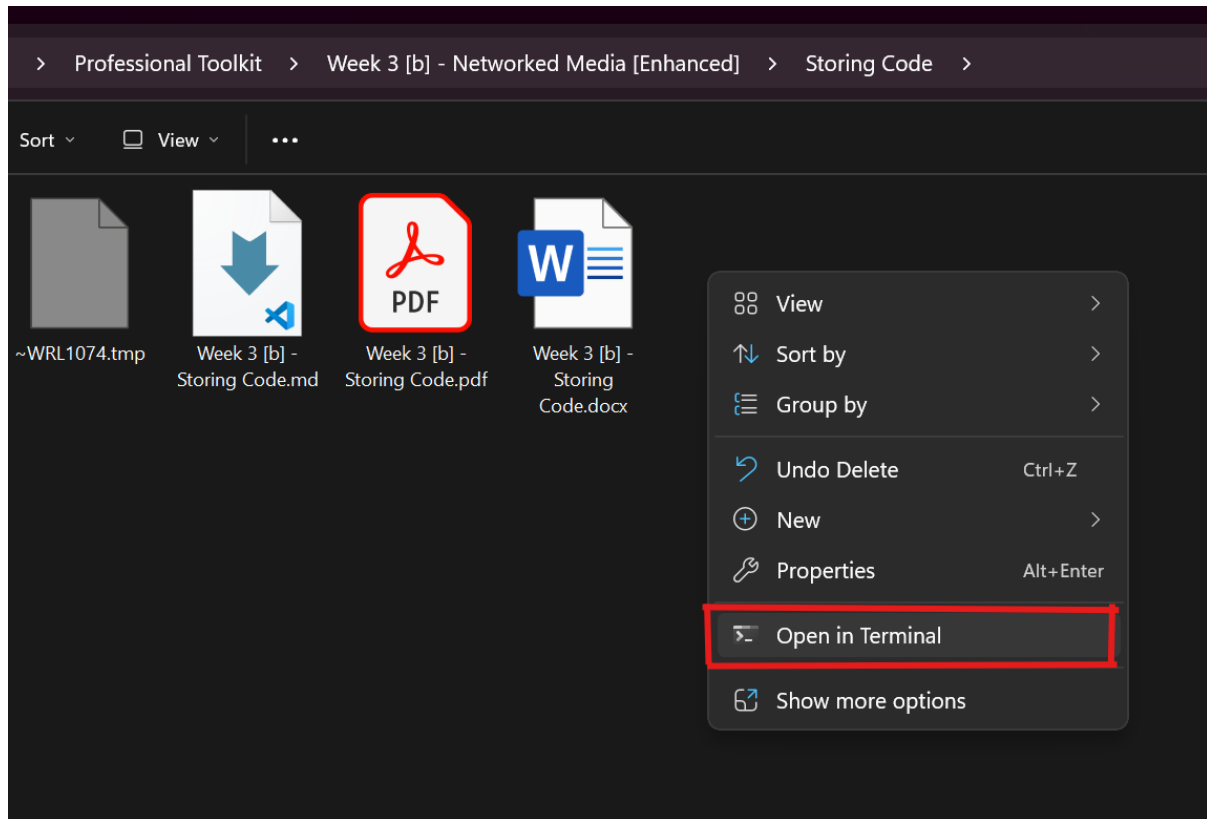 > Professional Toolkit > Week 3 [b] - Networked Media [Enhanced] > Storing Code >
Sort View ...
~WRL1074.tmp
Week 3 [b] -
Storing Code.md
PDF
Week 3 [b] -
Storing Code.pdf
W
Week 3 [b] -
Storing
Code.docx
View
Sort by
Group by
Undo Delete Ctrl+Z
New
Properties Alt+Enter
Open in Terminal
Show more options